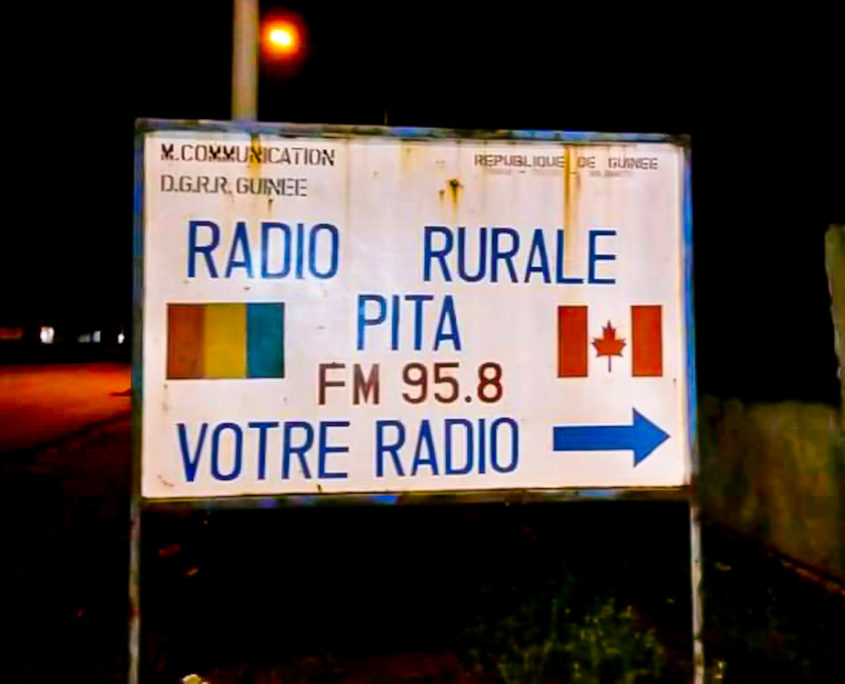 M.COMMUNICATION
REPUBLIQUE DE GUINEE
D.G.R.R. GUINEE
RADIO RURALE
PITA
FM 95.8
VOTRE RADIO